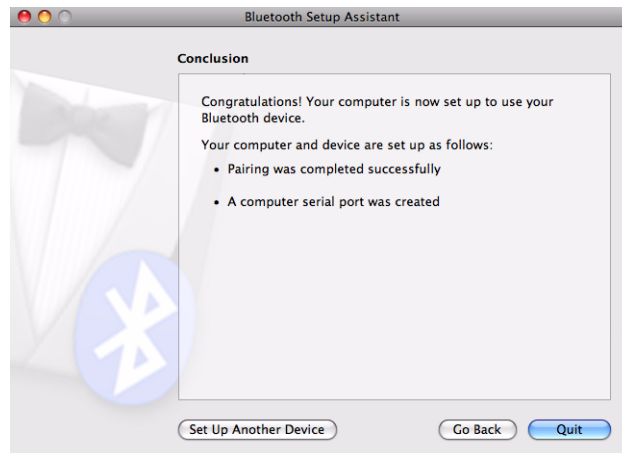 Bluetooth Setup Assistant
Conclusion
Congratulations! Your computer is now set up to use your
Bluetooth device.
Your computer and device are set up as follows:
• Pairing was completed successfully
• A computer serial port was created
Set Up Another Device
Go Back
Quit